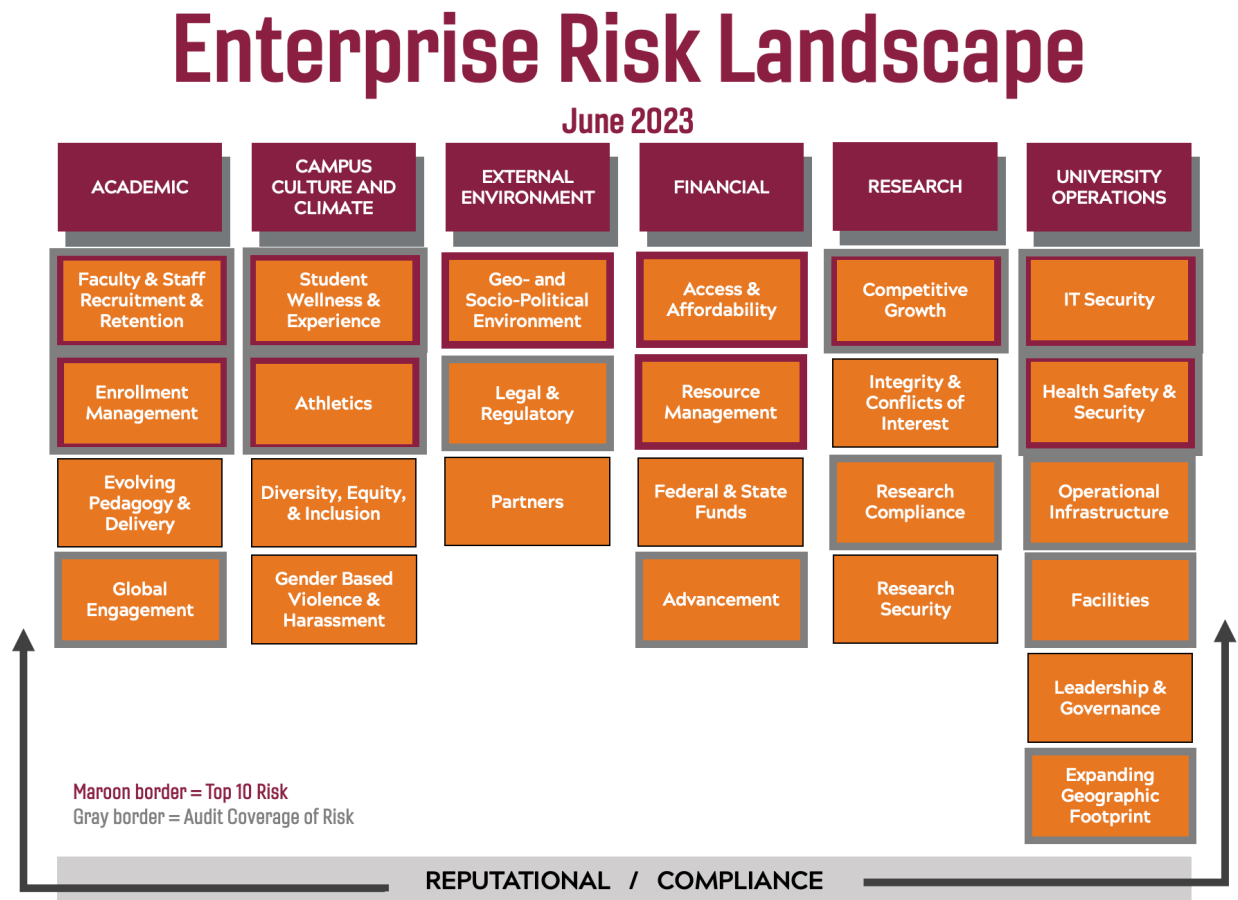 Enterprise Risk Landscape
June 2023
ACADEMIC
Faculty & Staff
Recruitment &
Retention
Enrollment
Management
Evolving
Pedagogy &
Delivery
Global
Engagement
CAMPUS
CULTURE AND
CLIMATE
Student
Wellness &
Experience
Athletics
Diversity, Equity,
& Inclusion
Gender Based
Violence &
Harassment
EXTERNAL
ENVIRONMENT
Geo- and
Socio-Political
Environment
Legal &
Regulatory
Partners
FINANCIAL
Access &
Affordability
Resource
Management
Federal & State
Funds
Advancement
RESEARCH
Competitive
Growth
Integrity &
Conflicts of
Interest
Research
Compliance
Research
Security
UNIVERSITY
OPERATIONS
IT Security
Health Safety &
Security
Operational
Infrastructure
Facilities
Leadership &
Governance
Expanding
Geographic
Footprint
Maroon border = Top 10 Risk
Gray border = Audit Coverage of Risk
REPUTATIONAL / COMPLIANCE